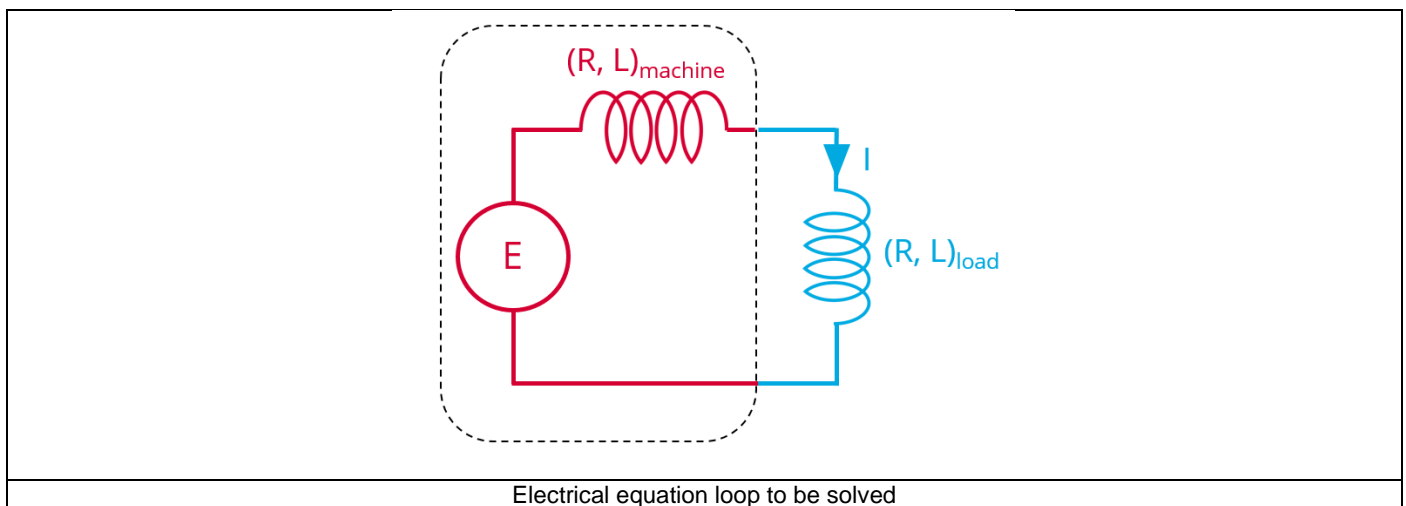 (R, L)machine
I
E
(R, L)load
Electrical equation loop to be solved